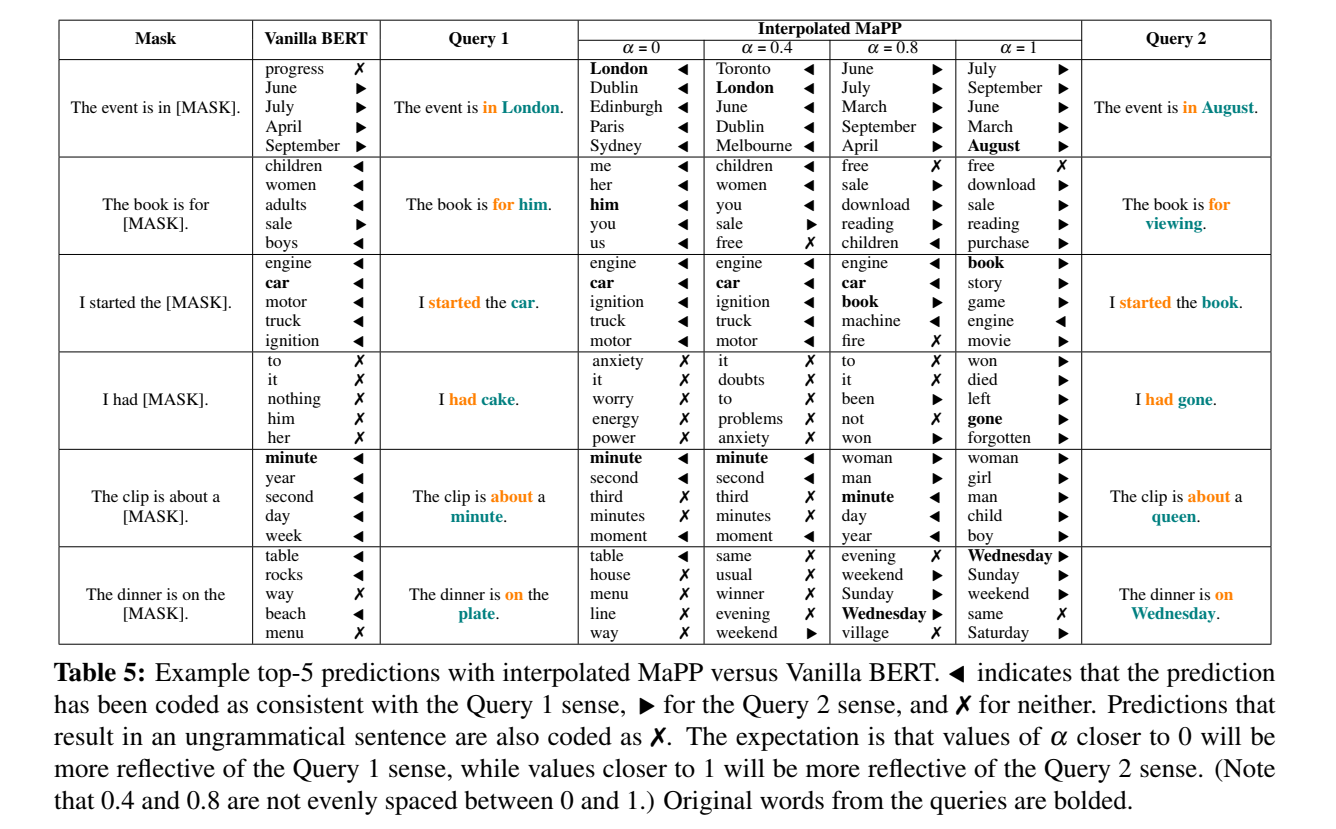 Mask Vanilla BERT Query 1 Interpolated MaPP Query 2
α = 0 α = 0.4 α = 0.8 α = 1
The event is in [MASK].
progress ✗
June ▶
July ▶
April ▶
September ▶
The event is in London.
London ◀ Toronto ◀ June ▶ July ▶
Dublin ◀ London ◀ July ▶ September ▶
Edinburgh ◀ June ◀ March ▶ June ▶
Paris ◀ Dublin ◀ September ▶ March ▶
Sydney ◀ Melbourne ◀ April ▶ August ▶
The event is in August.
The book is for
[MASK].
children ◀
women ◀
adults ◀
sale ▶
boys ◀
The book is for him.
me ◀ children ◀ free ✗ free ✗
her ◀ women ◀ sale ▶ download ▶
him ◀ you ◀ download ▶ sale ▶
you ◀ sale ▶ reading ▶ reading ▶
us ◀ free ✗ children ◀ purchase ▶
The book is for
viewing.
I started the [MASK].
engine ◀
car ◀
motor ◀
truck ◀
ignition ◀
I started the car.
engine ◀ engine ◀ engine ◀ book ▶
car ◀ car ◀ car ◀ story ▶
ignition ◀ ignition ◀ book ▶ game ▶
truck ◀ truck ◀ machine ◀ engine ◀
motor ◀ motor ◀ fire ✗ movie ▶
I started the book.
I had [MASK].
to ✗
it ✗
nothing ✗
him ✗
her ✗
I had cake.
anxiety ✗ it ✗ to ✗ won ▶
it ✗ doubts ✗ it ✗ died ▶
worry ✗ to ✗ been ▶ left ▶
energy ✗ problems ✗ not ✗ gone ▶
power ✗ anxiety ✗ won ▶ forgotten ▶
I had gone.
The clip is about a
[MASK].
minute ◀
year ◀
second ◀
day ◀
week ◀
The clip is about a
minute.
minute ◀ minute ◀ woman ▶ woman ▶
second ◀ second ◀ man ▶ girl ▶
third ✗ third ✗ minute ◀ man ▶
minutes ✗ minutes ✗ day ◀ child ▶
moment ◀ moment ◀ year ◀ boy ▶
The clip is about a
queen.
The dinner is on the
[MASK].
table ◀
rocks ◀
way ✗
beach ◀
menu ✗
The dinner is on the
plate.
table ◀ same ✗ evening ✗ Wednesday ▶
house ✗ usual ✗ weekend ▶ Sunday ▶
menu ✗ winner ✗ Sunday ▶ weekend ▶
line ✗ evening ✗ Wednesday ▶ same ✗
way ✗ weekend ▶ village ✗ Saturday ▶
The dinner is on
Wednesday.
Table 5: Example top-5 predictions with interpolated MaPP versus Vanilla BERT. ◀ indicates that the prediction
has been coded as consistent with the Query 1 sense, ▶ for the Query 2 sense, and ✗ for neither. Predictions that
result in an ungrammatical sentence are also coded as ✗. The expectation is that values of α closer to 0 will be
more reflective of the Query 1 sense, while values closer to 1 will be more reflective of the Query 2 sense. (Note
that 0.4 and 0.8 are not evenly spaced between 0 and 1.) Original words from the queries are bolded.